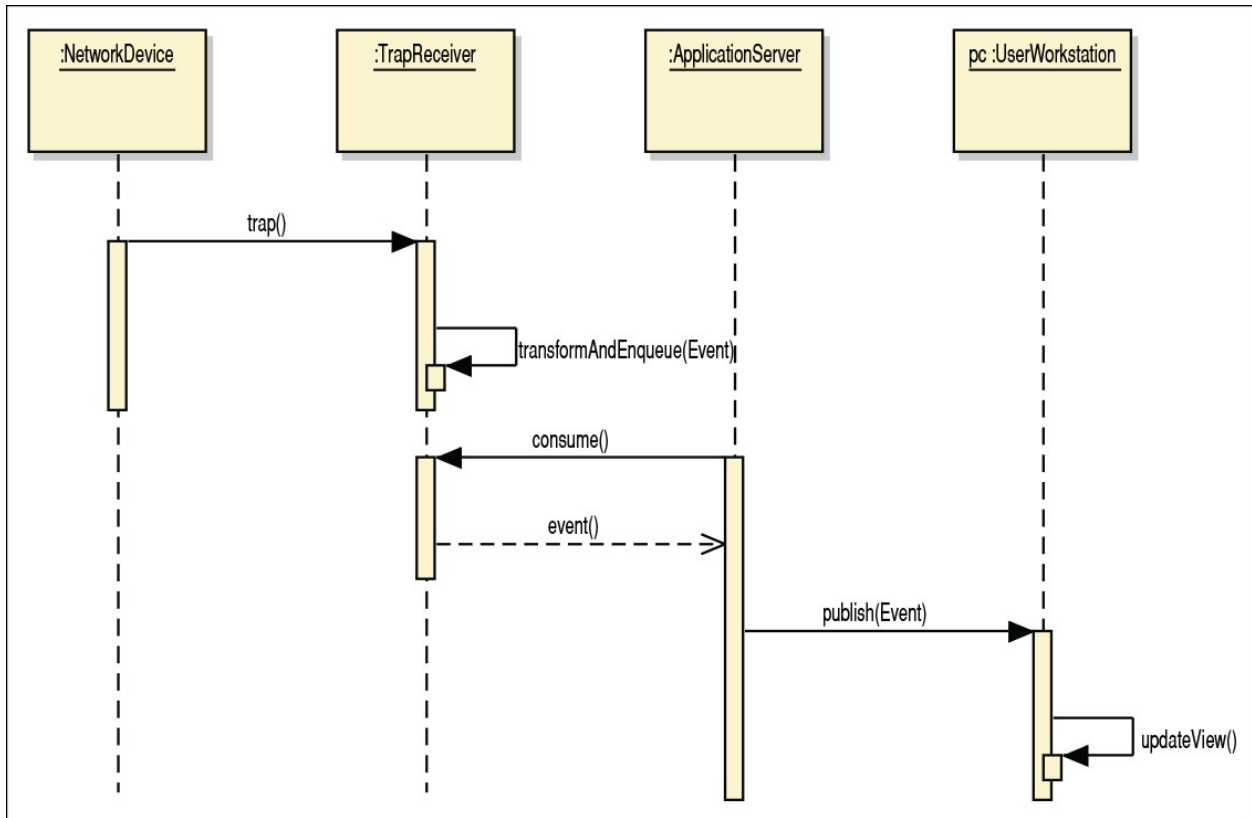 :NetworkDevice
:TrapReceiver
:ApplicationServer
pc :UserWorkstation
trap()
transformAndEnqueue(Event)
consume()
event()
publish(Event)
updateView()